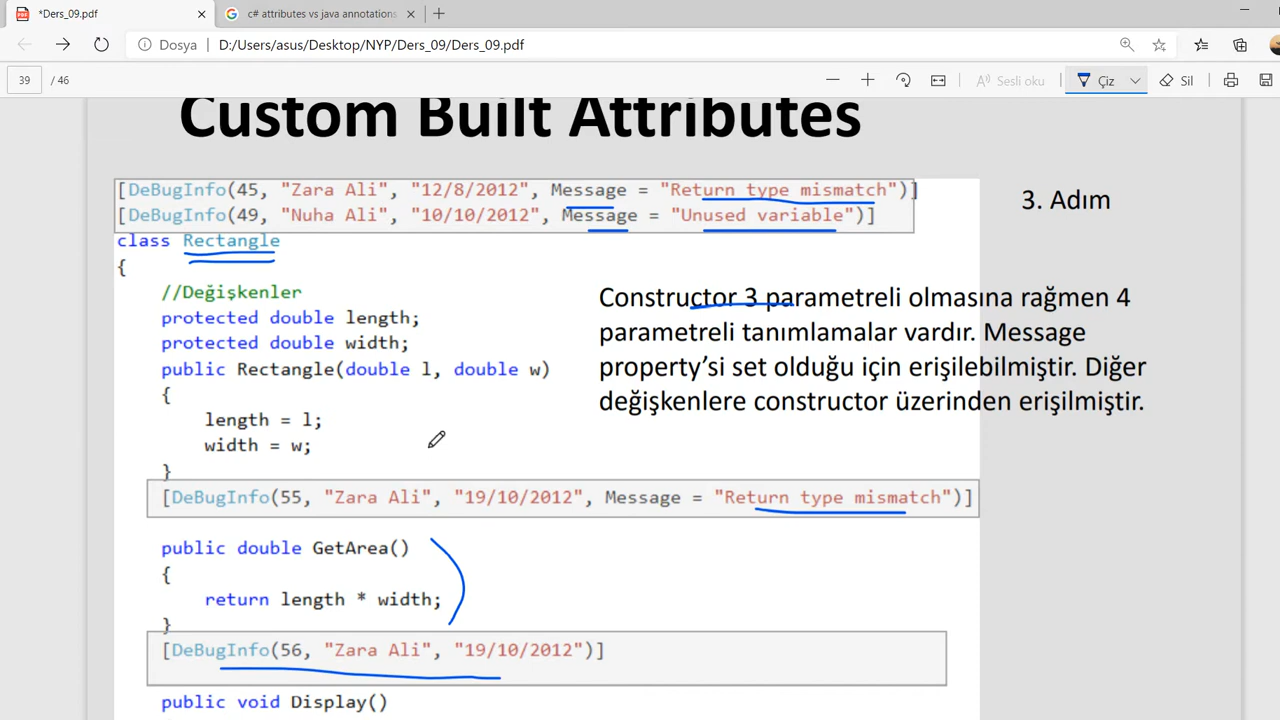 *Ders_09.pdf
c# attributes vs java annotations
Dosya D:/Users/asus/Desktop/NYP/Ders_09/Ders_09.pdf
39 / 46
Sesli oku
Çiz
Sil
Custom Built Attributes
[DeBugInfo(45, "Zara Ali", "12/8/2012", Message = "Return type mismatch")]
[DeBugInfo(49, "Nuha Ali", "10/10/2012", Message = "Unused variable")]
3. Adım
class Rectangle
{
//Değişkenler
protected double length;
protected double width;
public Rectangle(double l, double w)
{
length = l;
width = w;
}
Constructor 3 parametreli olmasına rağmen 4
parametreli tanımlamalar vardır. Message
property’si set olduğu için erişilebilmiştir. Diğer
değişkenlere constructor üzerinden erişilmiştir.
[DeBugInfo(55, "Zara Ali", "19/10/2012", Message = "Return type mismatch")]
public double GetArea()
{
return length * width;
}
[DeBugInfo(56, "Zara Ali", "19/10/2012")]
public void Display()